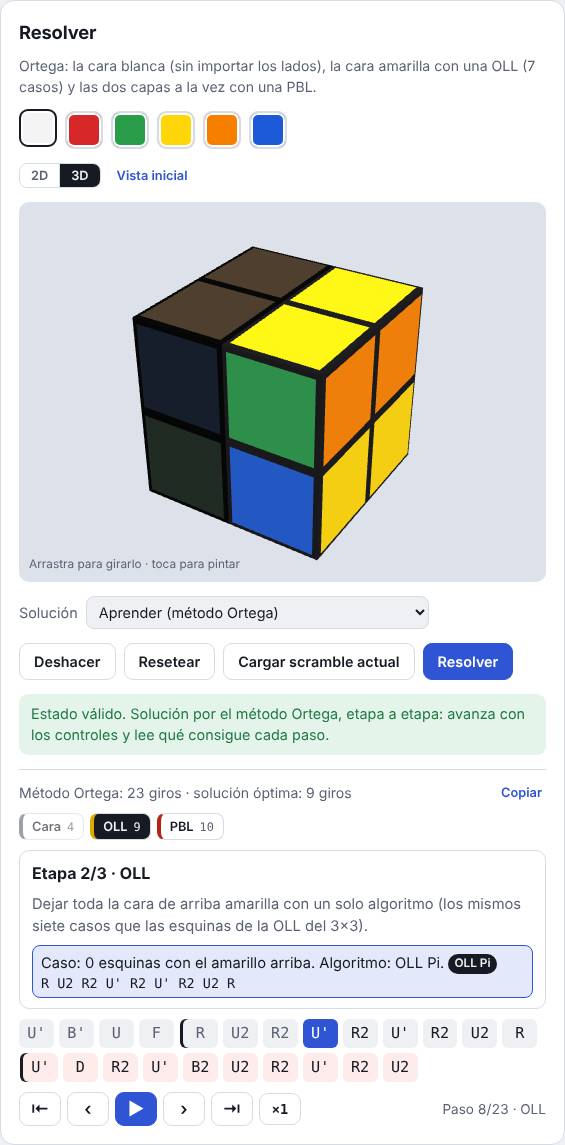 Resolver
Ortega: la cara blanca (sin importar los lados), la cara amarilla con una OLL (7
casos) y las dos capas a la vez con una PBL.
2D 3D Vista inicial
Arrastra para girarlo · toca para pintar
Solución Aprender (método Ortega)
Deshacer Resetear Cargar scramble actual Resolver
Estado válido. Solución por el método Ortega, etapa a etapa: avanza con
los controles y lee qué consigue cada paso.
Método Ortega: 23 giros · solución óptima: 9 giros Copiar
Cara 4 OLL 9 PBL 10
Etapa 2/3 · OLL
Dejar toda la cara de arriba amarilla con un solo algoritmo (los mismos
siete casos que las esquinas de la OLL del 3×3).
Caso: 0 esquinas con el amarillo arriba. Algoritmo: OLL Pi. OLL Pi
R U2 R2 U' R2 U' R2 U2 R
U' B' U F R U2 R2 U' R2 U' R2 U2 R
U' D R2 U' B2 U2 R2 U' R2 U2
×1 Paso 8/23 · OLL